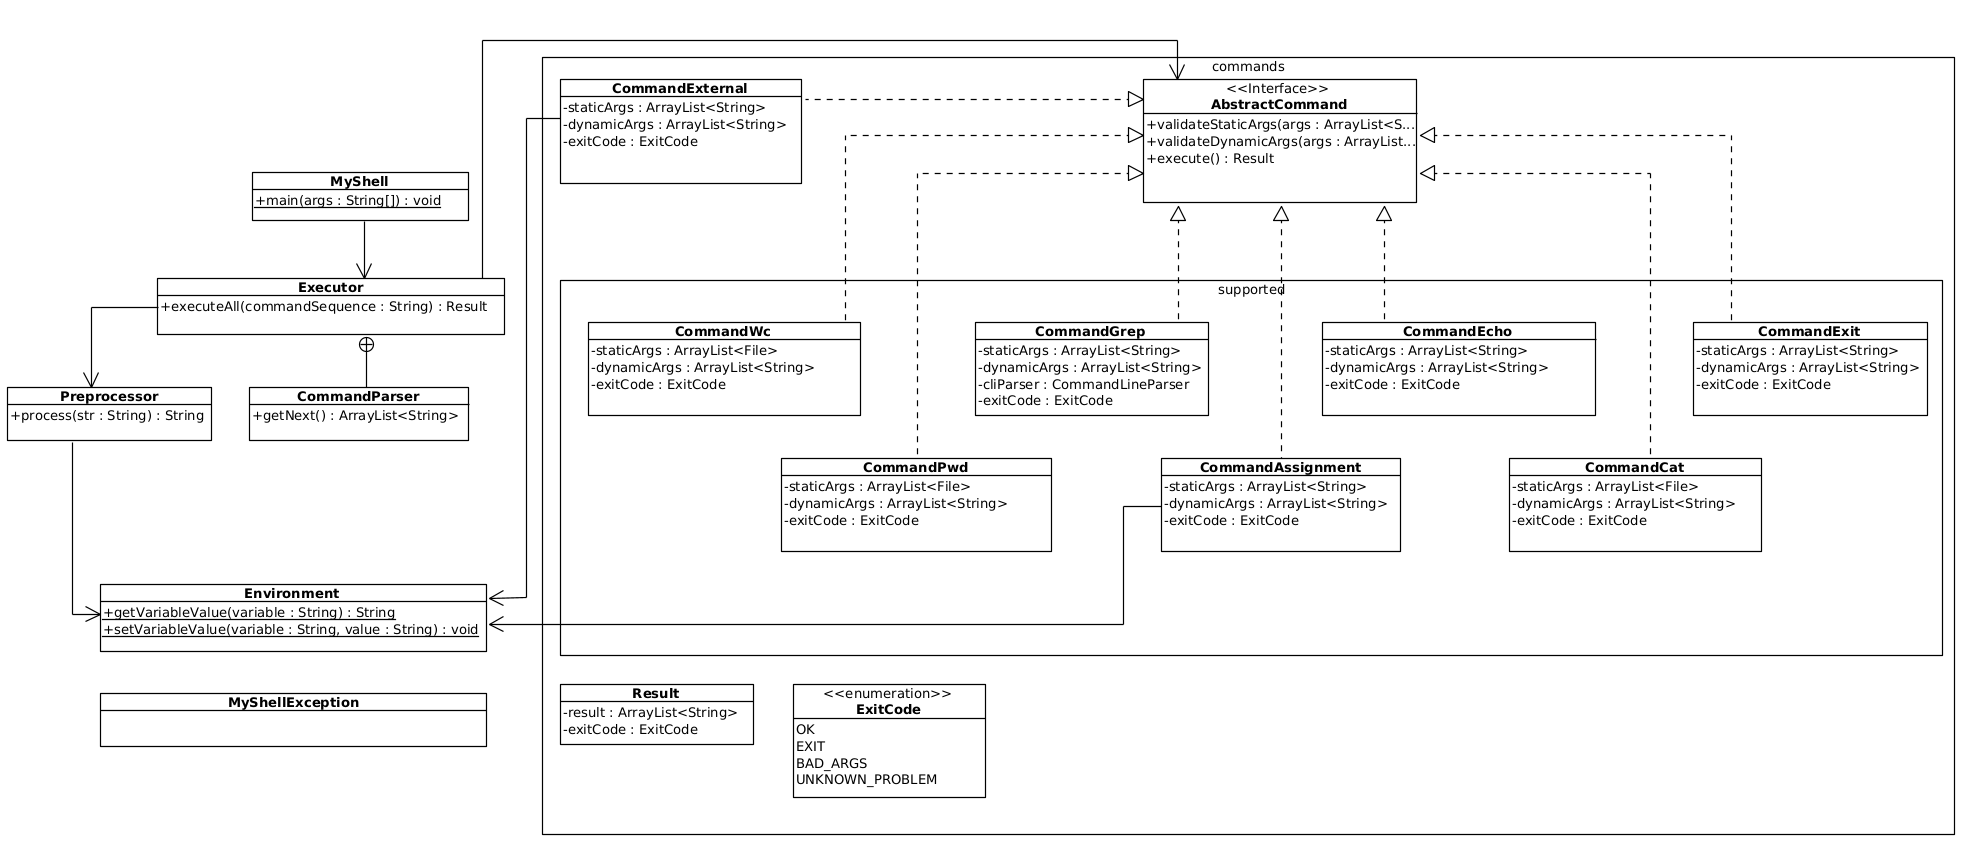 commands
CommandExternal
-staticArgs : ArrayList<String>
-dynamicArgs : ArrayList<String>
-exitCode : ExitCode
<<Interface>>
AbstractCommand
+validateStaticArgs(args : ArrayList<S...
+validateDynamicArgs(args : ArrayList...
+execute() : Result
MyShell
+main(args : String[]) : void
Executor
+executeAll(commandSequence : String) : Result
Preprocessor
+process(str : String) : String
CommandParser
+getNext() : ArrayList<String>
supported
CommandWc
-staticArgs : ArrayList<File>
-dynamicArgs : ArrayList<String>
-exitCode : ExitCode
CommandGrep
-staticArgs : ArrayList<String>
-dynamicArgs : ArrayList<String>
-cliParser : CommandLineParser
-exitCode : ExitCode
CommandEcho
-staticArgs : ArrayList<String>
-dynamicArgs : ArrayList<String>
-exitCode : ExitCode
CommandExit
-staticArgs : ArrayList<String>
-dynamicArgs : ArrayList<String>
-exitCode : ExitCode
CommandPwd
-staticArgs : ArrayList<File>
-dynamicArgs : ArrayList<String>
-exitCode : ExitCode
CommandAssignment
-staticArgs : ArrayList<String>
-dynamicArgs : ArrayList<String>
-exitCode : ExitCode
CommandCat
-staticArgs : ArrayList<File>
-dynamicArgs : ArrayList<String>
-exitCode : ExitCode
Environment
+getVariableValue(variable : String) : String
+setVariableValue(variable : String, value : String) : void
MyShellException
Result
-result : ArrayList<String>
-exitCode : ExitCode
<<enumeration>>
ExitCode
OK
EXIT
BAD_ARGS
UNKNOWN_PROBLEM